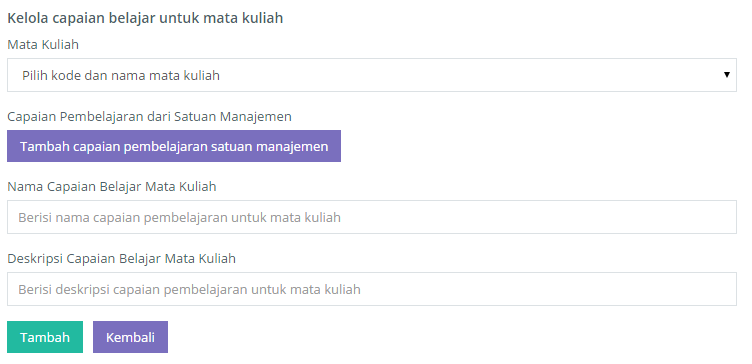 Kelola capaian belajar untuk mata kuliah
Mata Kuliah
Pilih kode dan nama mata kuliah
Capaian Pembelajaran dari Satuan Manajemen
Tambah capaian pembelajaran satuan manajemen
Nama Capaian Belajar Mata Kuliah
Berisi nama capaian pembelajaran untuk mata kuliah
Deskripsi Capaian Belajar Mata Kuliah
Berisi deskripsi capaian pembelajaran untuk mata kuliah
Tambah Kembali